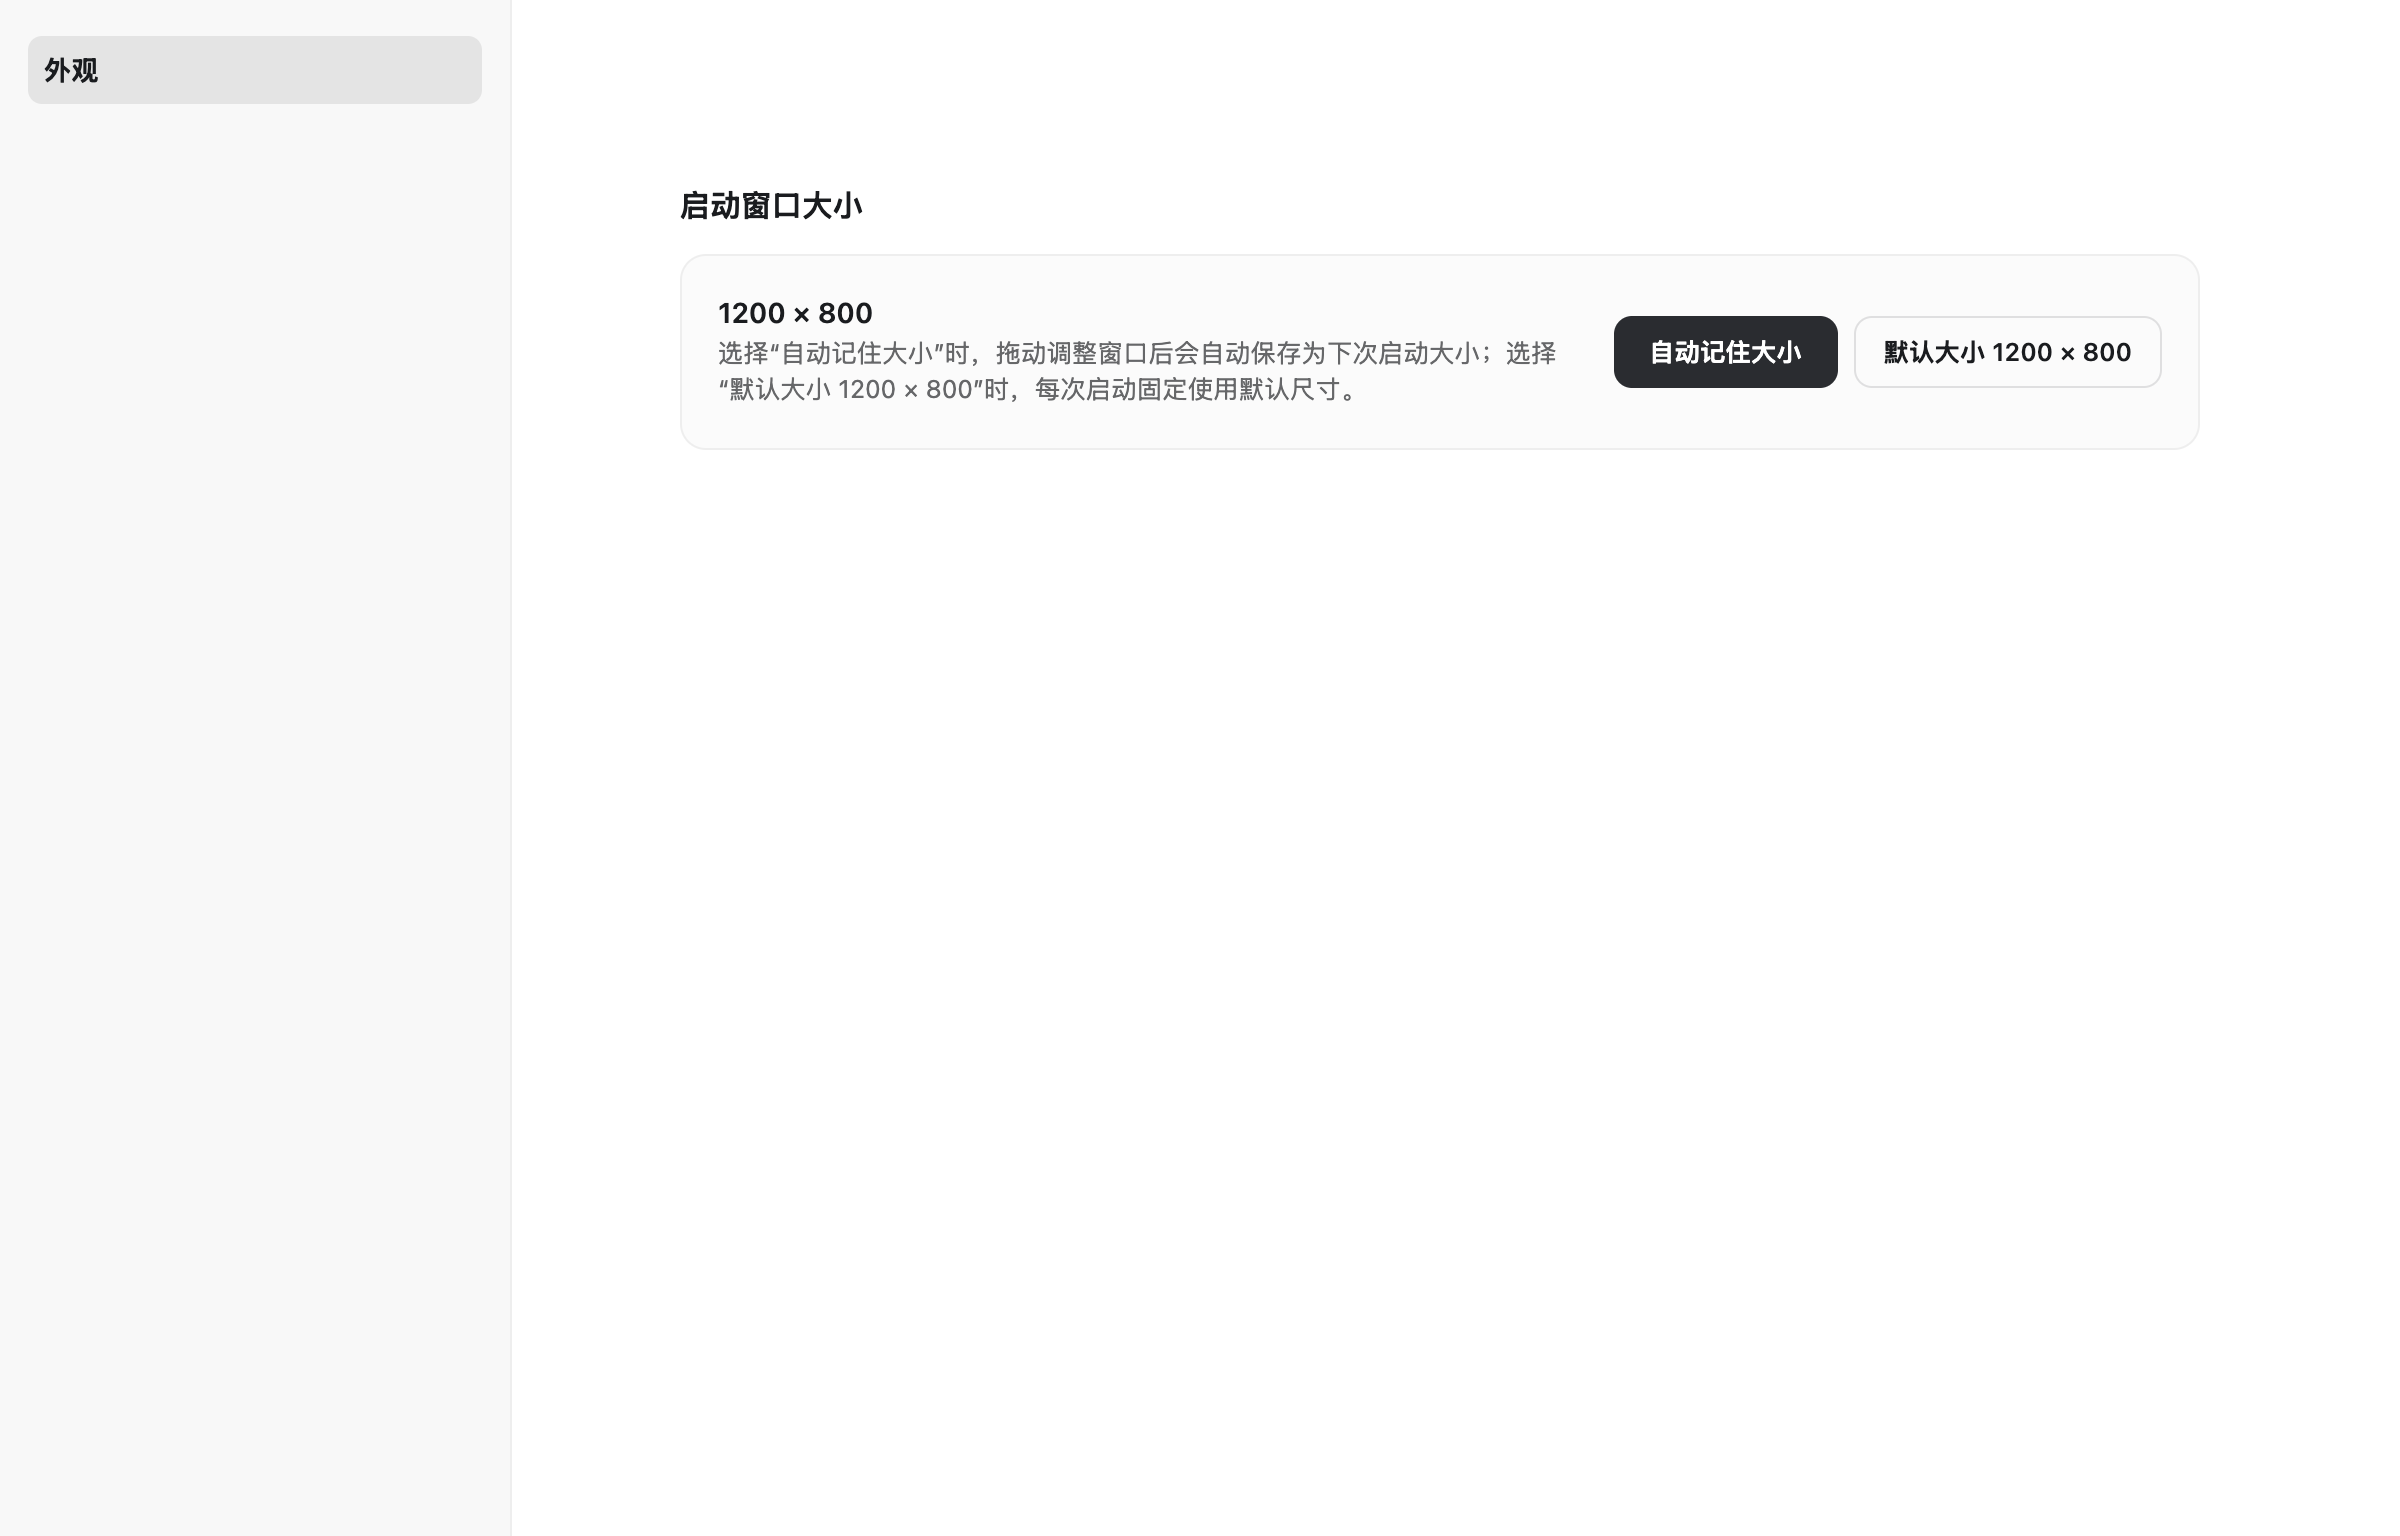 外观
启动窗口大小
1200 × 800
选择“自动记住大小”时，拖动调整窗口后会自动保存为下次启动大小；选择
“默认大小 1200 × 800”时，每次启动固定使用默认尺寸。
自动记住大小
默认大小 1200 × 800